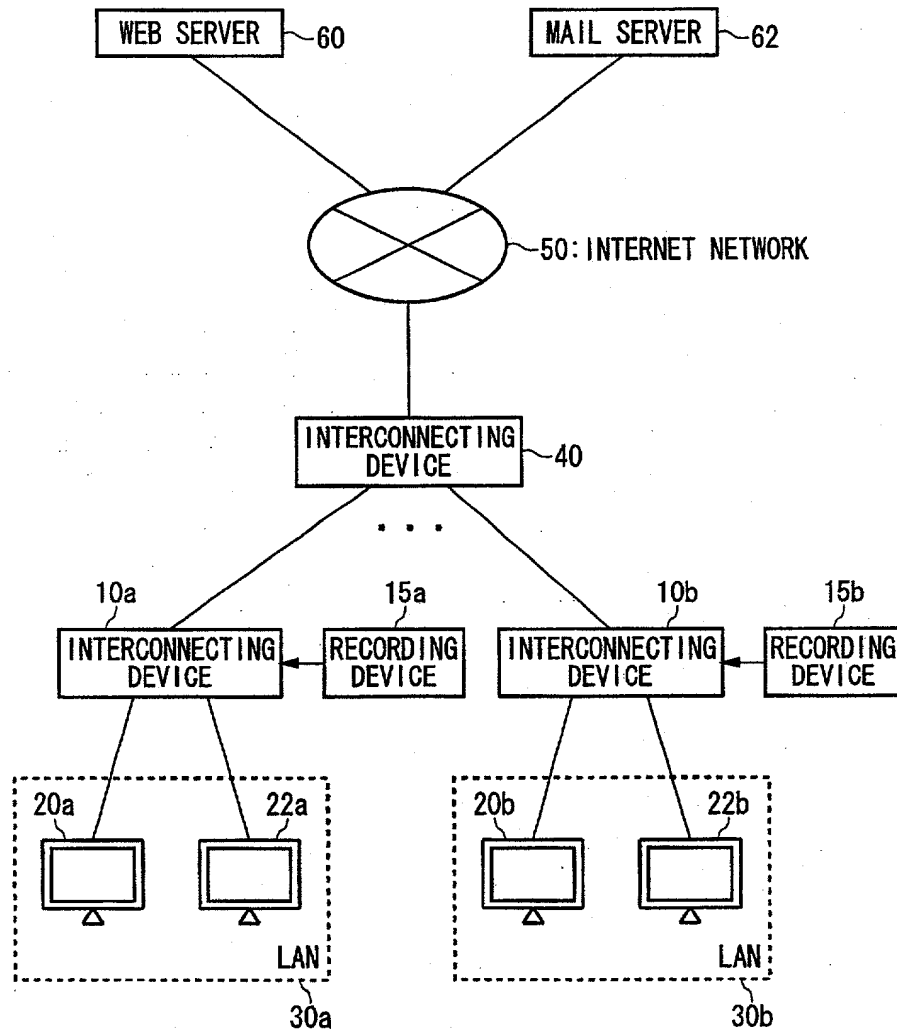 WEB SERVER
60
MAIL SERVER
62
50:INTERNET NETWORK
INTERCONNECTING
DEVICE
40
. . .
10a
15a
10b
15b
INTERCONNECTING
DEVICE
RECORDING
DEVICE
INTERCONNECTING
DEVICE
RECORDING
DEVICE
20a
22a
20b
22b
LAN
LAN
30a
30b